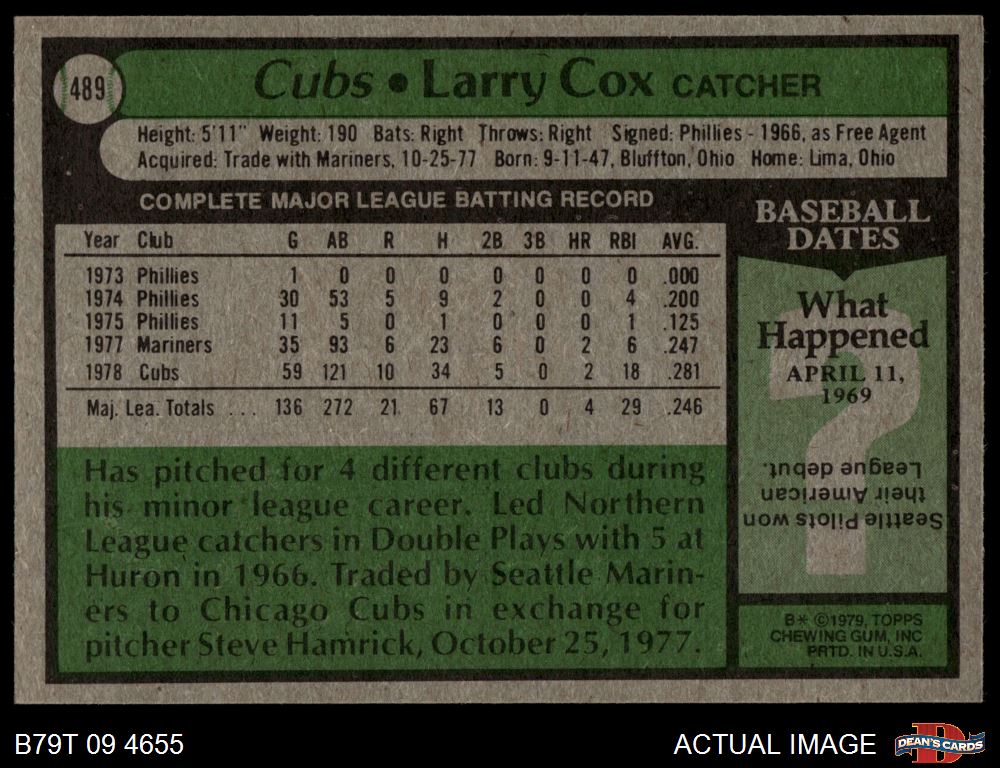 489
Cubs • Larry Cox CATCHER
Height: 5'11" Weight: 190 Bats: Right Throws: Right Signed: Phillies - 1966, as Free Agent
Acquired: Trade with Mariners, 10-25-77 Born: 9-11-47, Bluffton, Ohio Home: Lima, Ohio
COMPLETE MAJOR LEAGUE BATTING RECORD
Year Club G AB R H 2B 3B HR RBI AVG.
1973 Phillies 1 0 0 0 0 0 0 0 .000
1974 Phillies 30 53 5 9 2 0 0 4 .200
1975 Phillies 11 5 0 1 0 0 0 1 .125
1977 Mariners 35 93 6 23 6 0 2 6 .247
1978 Cubs 59 121 10 34 5 0 2 18 .281
Maj. Lea. Totals ... 136 272 21 67 13 0 4 29 .246
Has pitched for 4 different clubs during
his minor league career. Led Northern
League catchers in Double Plays with 5 at
Huron in 1966. Traded by Seattle Marin-
ers to Chicago Cubs in exchange for
pitcher Steve Hamrick, October 25, 1977.
BASEBALL
DATES
What
Happened
APRIL 11,
1969
Seattle Pilots won
their American
League debut.
B* ©1979, TOPPS
CHEWING GUM, INC
PRTD. IN U.S.A.
B79T 09 4655
ACTUAL IMAGE
D
DEAN'S CARDS